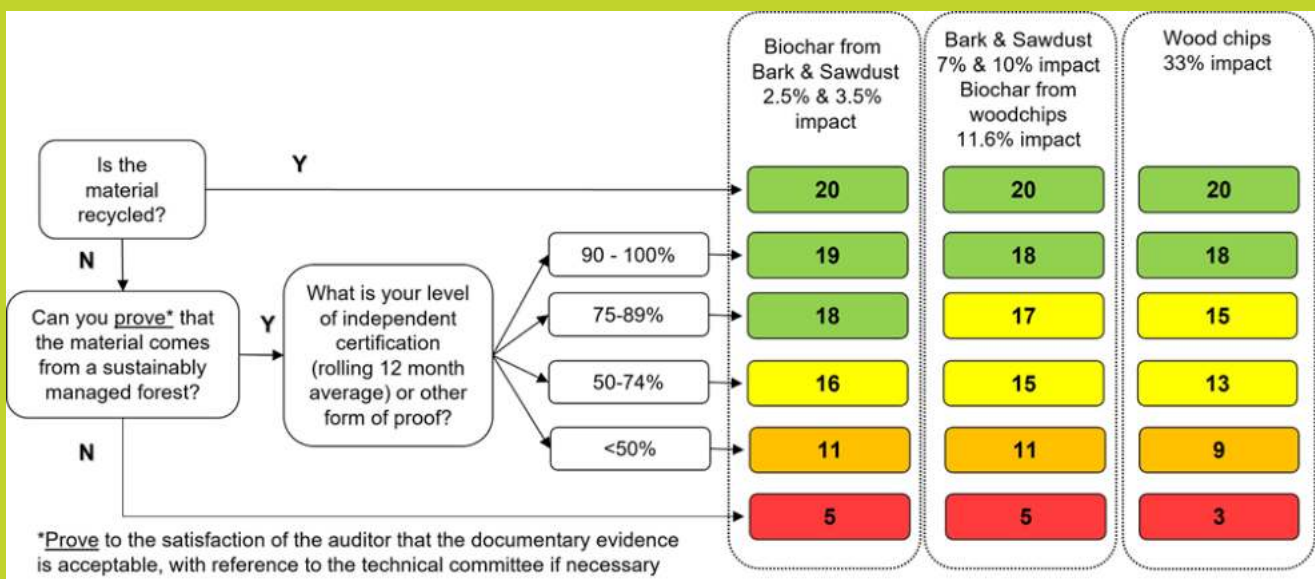 Biochar from
Bark & Sawdust
2.5% & 3.5%
impact
Bark & Sawdust
7% & 10% impact
Biochar from
woodchips
11.6% impact
Wood chips
33% impact
Is the
material
recycled?
Y
20
20
20
N
Can you prove* that
the material comes
from a sustainably
managed forest?
Y
What is your level
of independent
certification
(rolling 12 month
average) or other
form of proof?
90 - 100%
19
18
18
75-89%
18
17
15
50-74%
16
15
13
<50%
11
11
9
N
5
5
3
*Prove to the satisfaction of the auditor that the documentary evidence
is acceptable, with reference to the technical committee if necessary